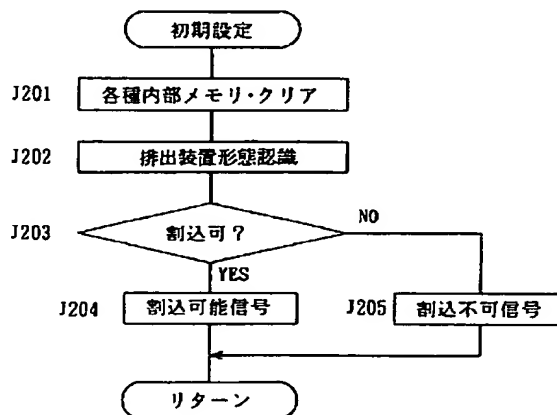 初期設定
J201
各種内部メモリ・クリア
J202
排出装置形態認識
J203
割込可?
NO
YES
J204
割込可能信号
J205
割込不可信号
リターン